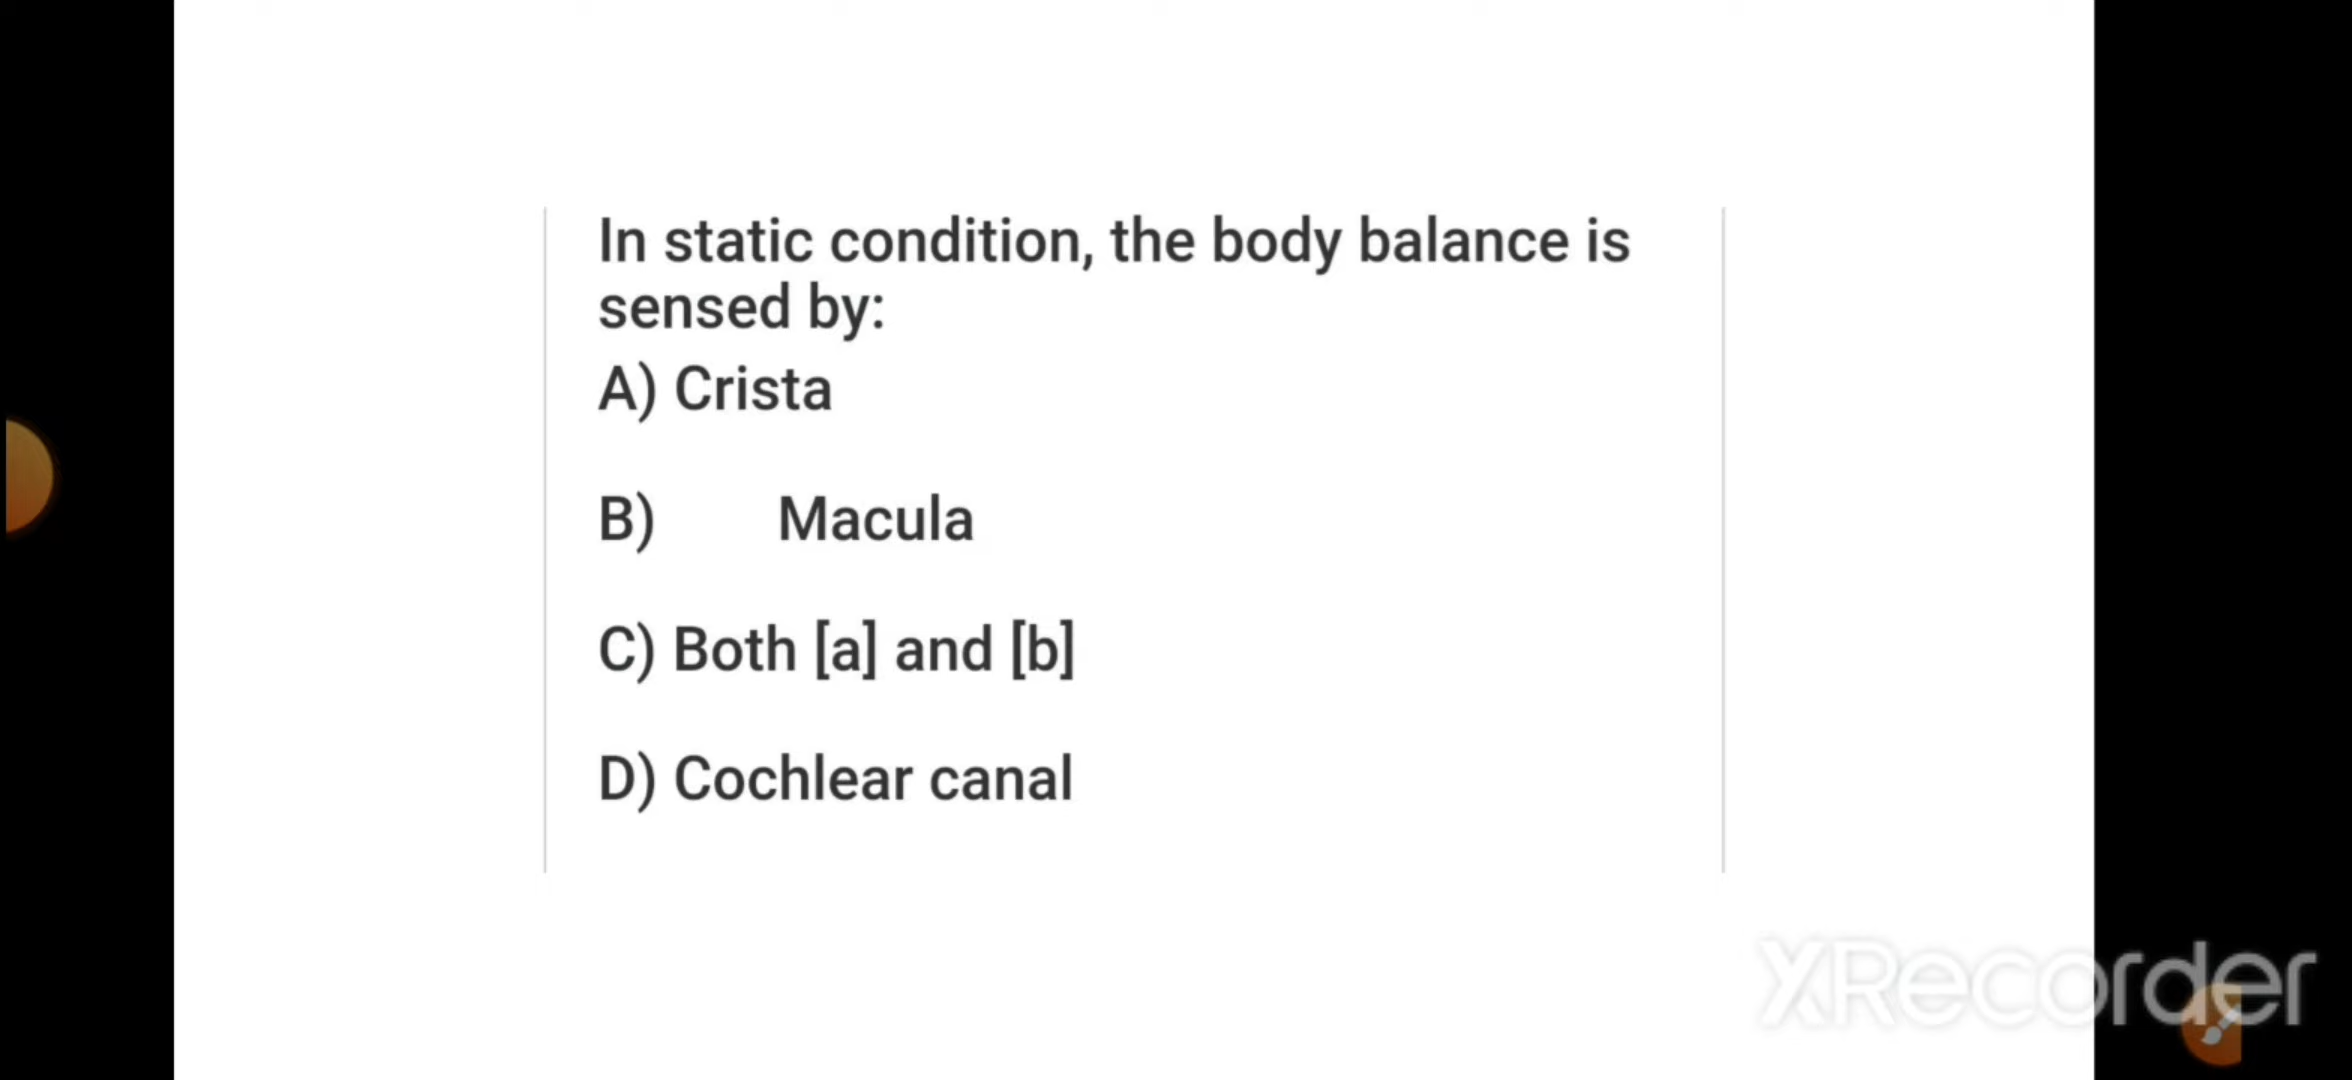 In static condition, the body balance is
sensed by:
A) Crista
B) Macula
C) Both [a] and [b]
D) Cochlear canal
XRecorder